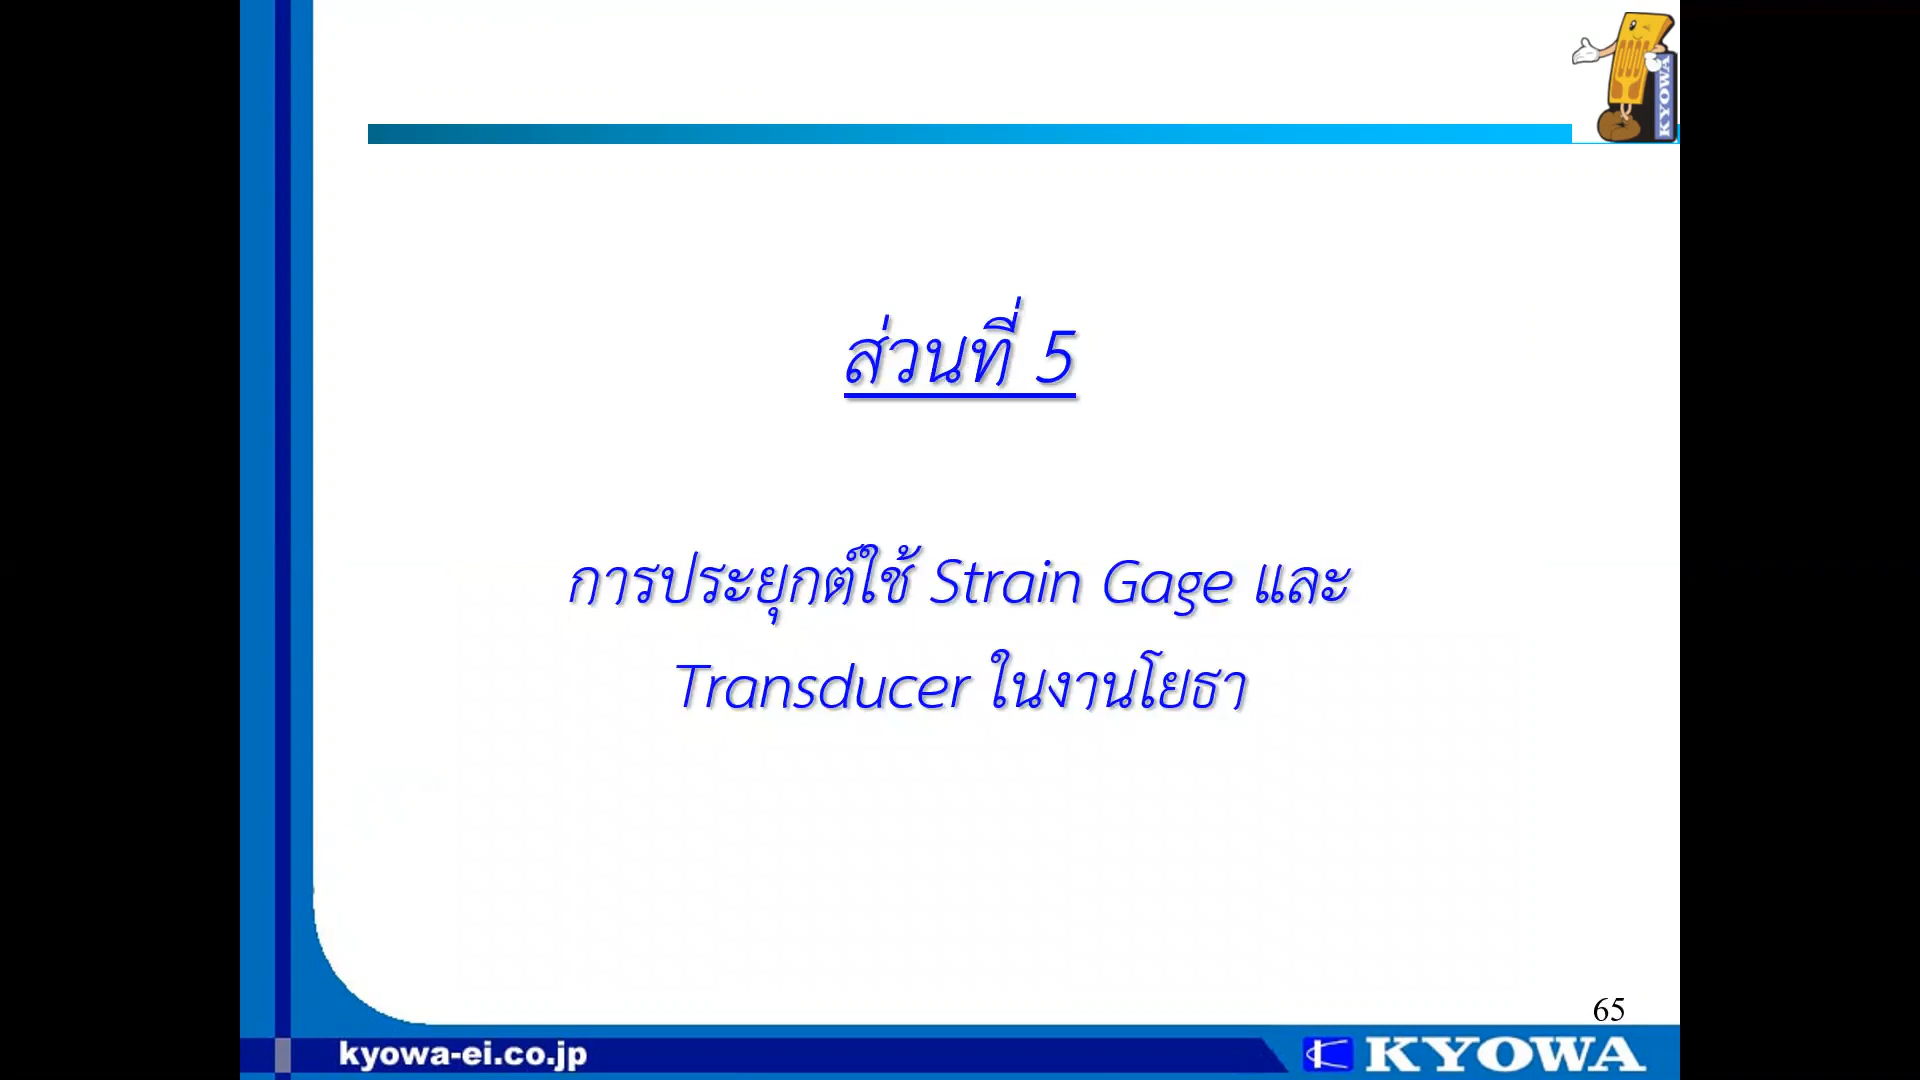 KYOWA
ส่วนที่ 5
การประยุกต์ใช้ Strain Gage และ
Transducer ในงานโยธา
65
kyowa-ei.co.jp
KYOWA